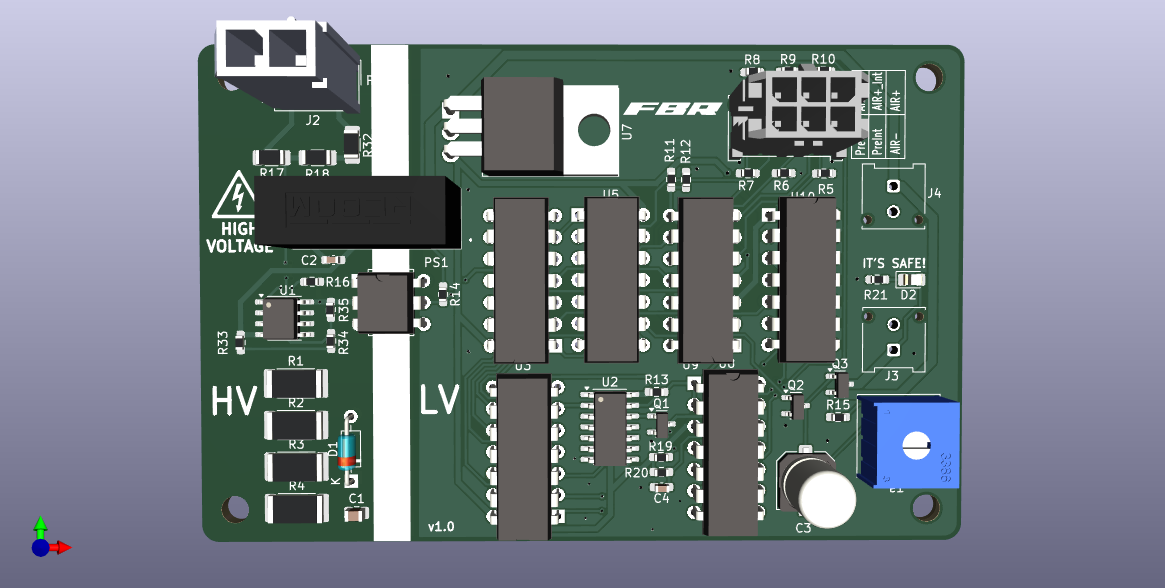 R8 R9 R10
AIR+_Int
AIR+
PreInt
AIR-
J2
R32
R17 R18
FBR
U7
R11
R12
R7 R6 R5
J4
HIGH
VOLTAGE
U5
C2
PS1
R16
R14
U1
R35
R33
R34
IT'S SAFE!
R21 D2
J3
R1
R2
R3
R4
HV
LV
D1
K
C1
U3
U9
U2
R13
Q1
R19
R20
C4
Q3
Q2
R15
3386
C3
v1.0